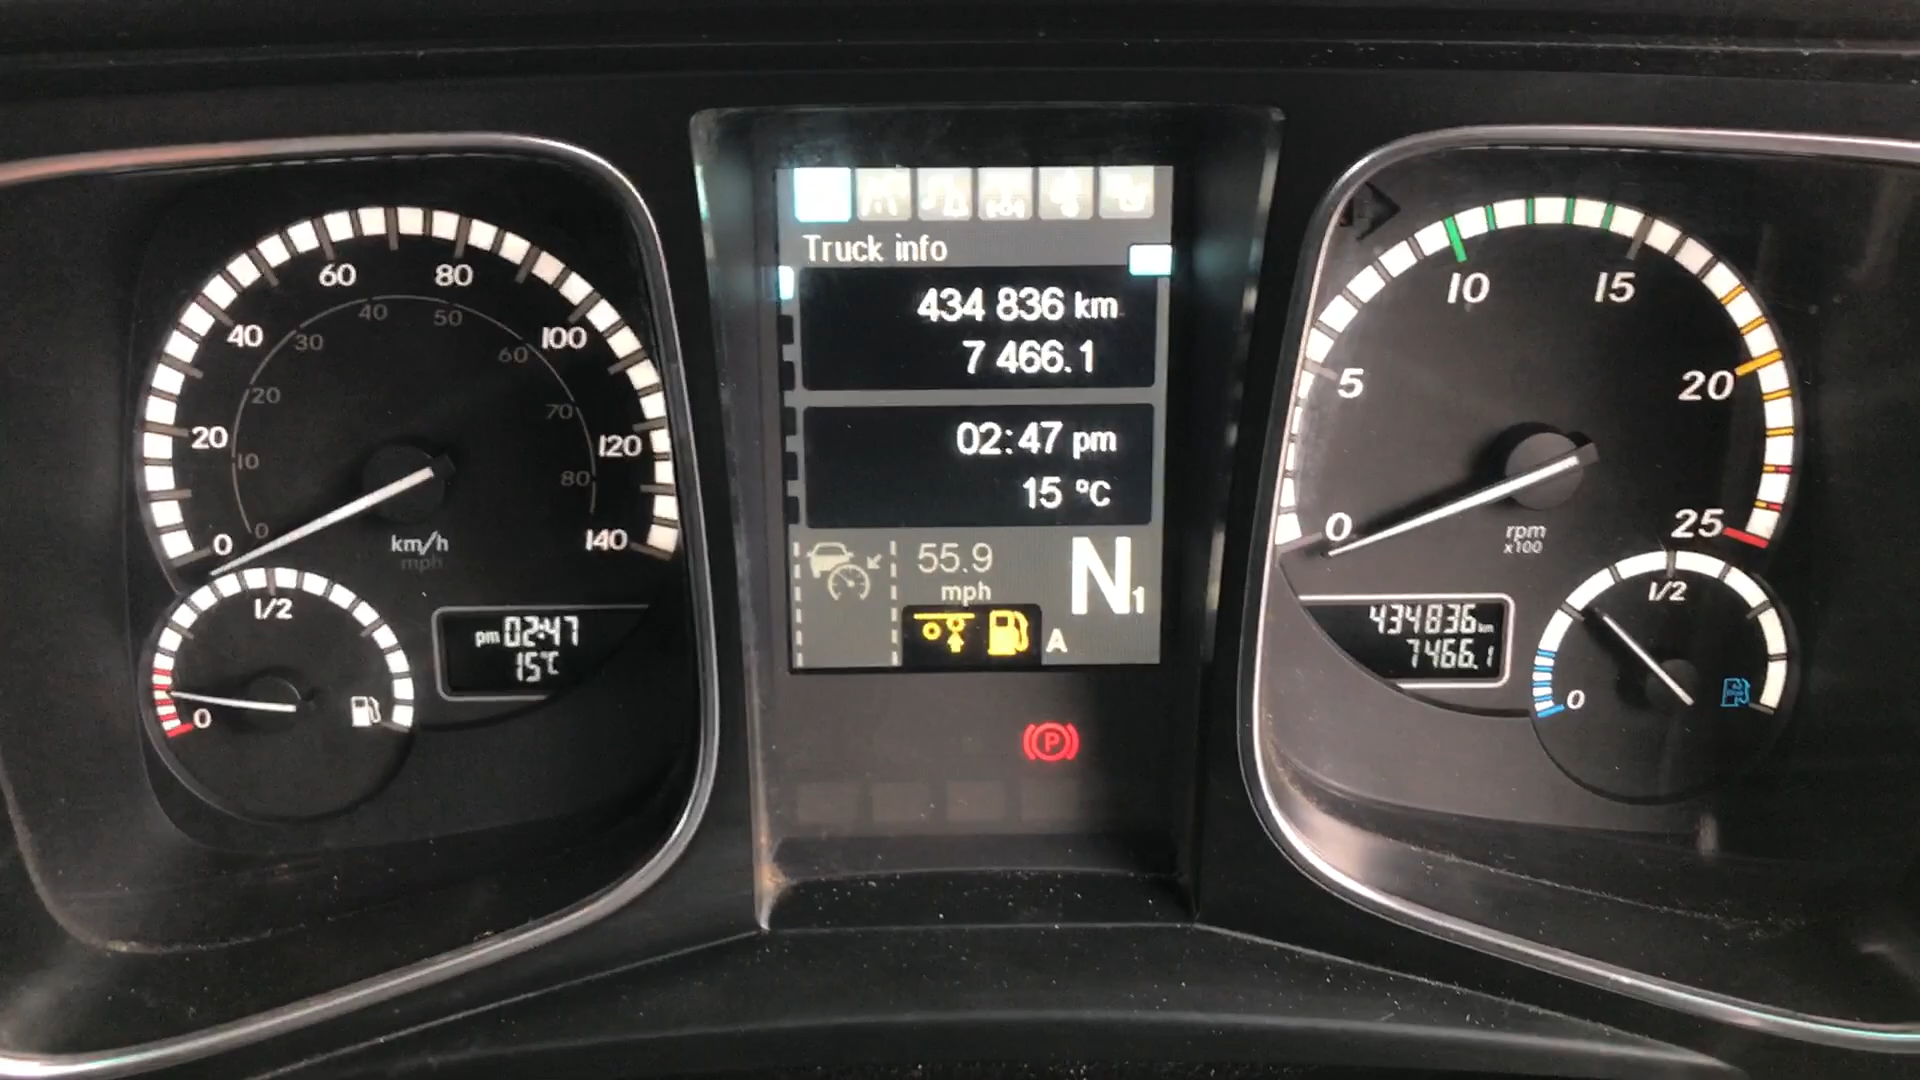 60
80
40
100
20
120
0
140
40
50
30
60
20
70
10
80
0
km/h
mph
1/2
0
pm 02:47
15°C
Truck info
434 836 km
7 466.1
02:47 pm
15 °C
55.9
mph
N1
A
P
10
15
5
20
0
25
rpm
x100
434836 km
7466.1
1/2
0